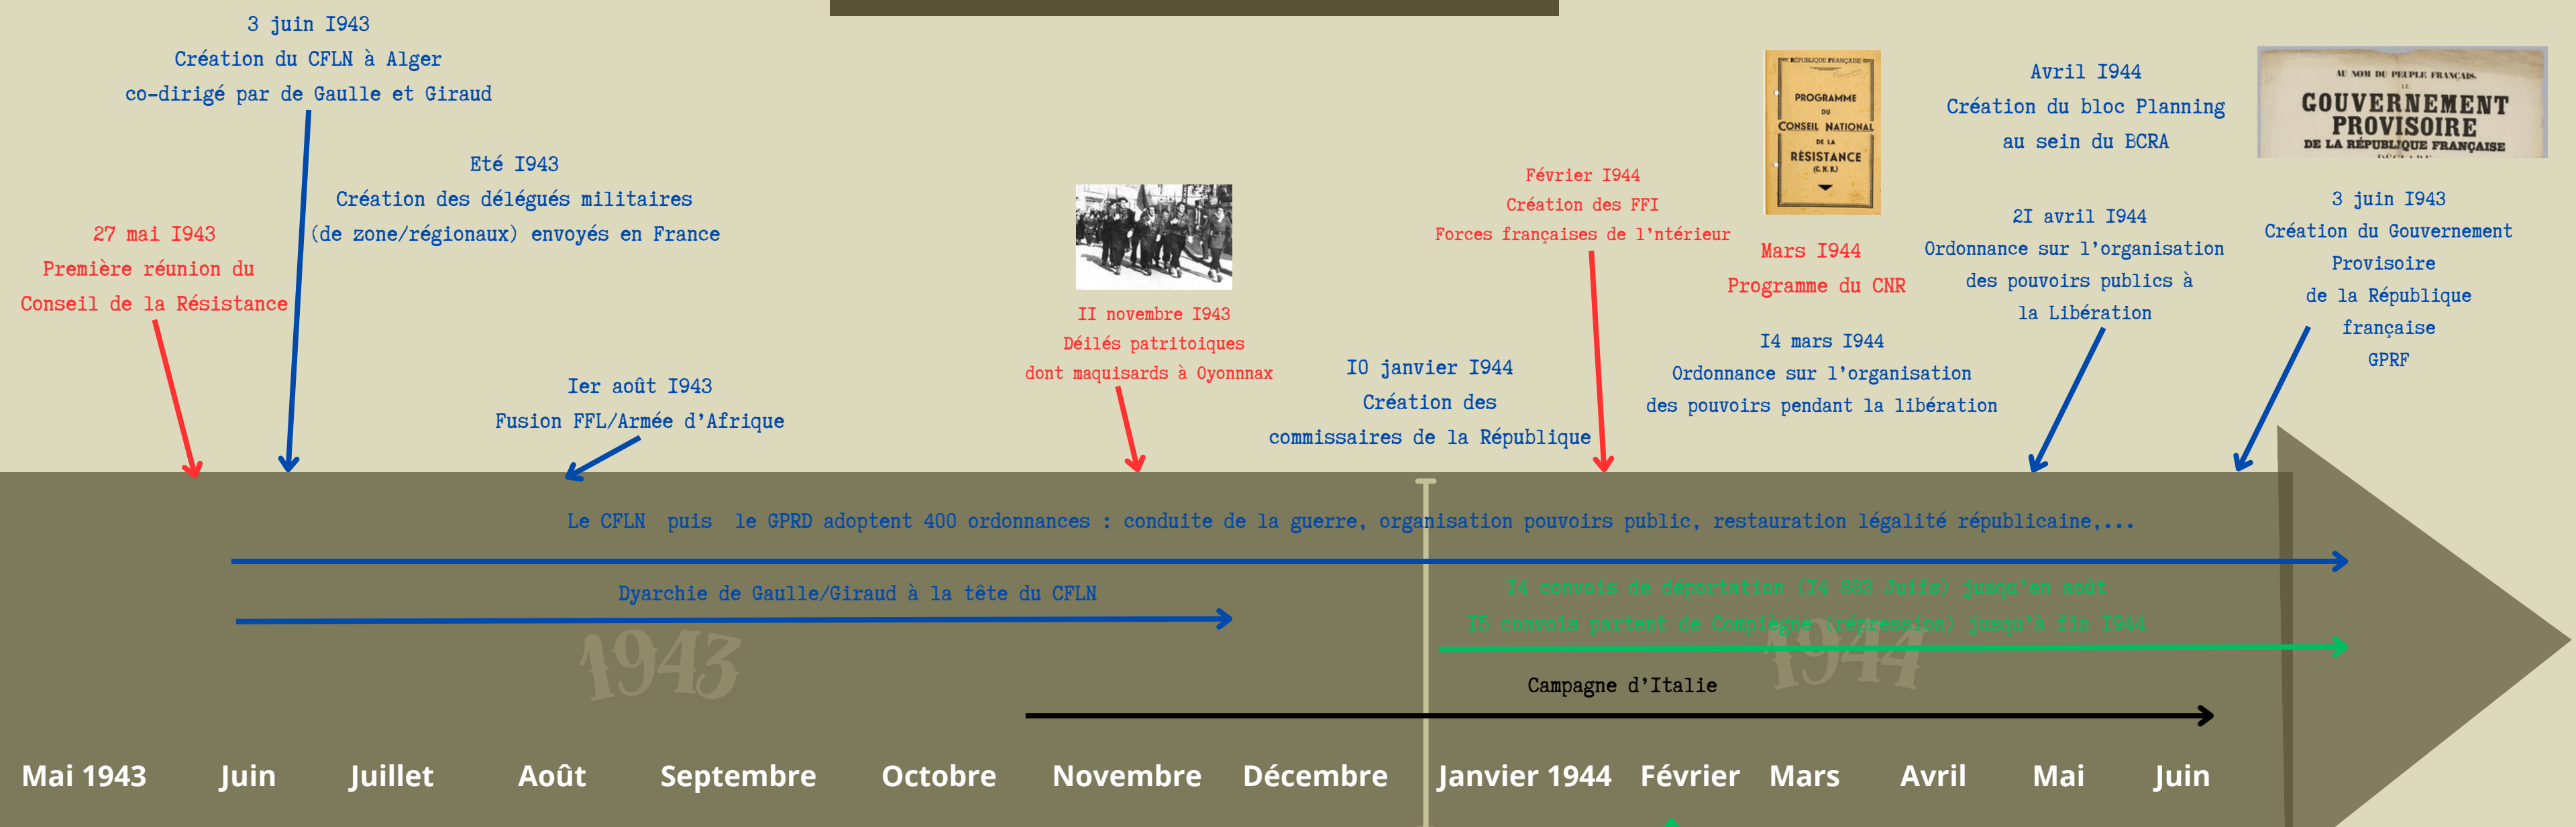 3 juin 1943
Création du CFLN à Alger
co-dirigé par de Gaulle et Giraud
Eté 1943
Création des délégués militaires
(de zone/régionaux) envoyés en France
27 mai 1943
Première réunion du
Conseil de la Résistance
1er août 1943
Fusion FFL/Armée d'Afrique
11 novembre 1943
Déilés patritoiques
dont maquisards à Oyonnnax
10 janvier 1944
Création des
commissaires de la République
Février 1944
Création des FFI
Forces françaises de l'ntérieur
RÉPUBLIQUE FRANÇAISE
PROGRAMME
DU
CONSEIL NATIONAL
DE LA
RÉSISTANCE
(C. N. R.)
Mars 1944
Programme du CNR
14 mars 1944
Ordonnance sur l'organisation
des pouvoirs pendant la libération
Avril 1944
Création du bloc Planning
au sein du BCRA
21 avril 1944
Ordonnance sur l'organisation
des pouvoirs publics à
la Libération
AU NOM DU PEUPLE FRANÇAIS.
LE
GOUVERNEMENT
PROVISOIRE
DE LA RÉPUBLIQUE FRANÇAISE
DÉCLARE
3 juin 1943
Création du Gouvernement
Provisoire
de la République
française
GPRF
Le CFLN puis le GPRD adoptent 400 ordonnances : conduite de la guerre, organisation pouvoirs public, restauration légalité républicaine,...
Dyarchie de Gaulle/Giraud à la tête du CFLN
14 convois de déportation (14 883 Juifs) jusqu'en août
15 convois partent de Compiègne (répression) jusqu'à fin 1944
1943
1944
Campagne d'Italie
Mai 1943 Juin Juillet Août Septembre Octobre Novembre Décembre Janvier 1944 Février Mars Avril Mai Juin